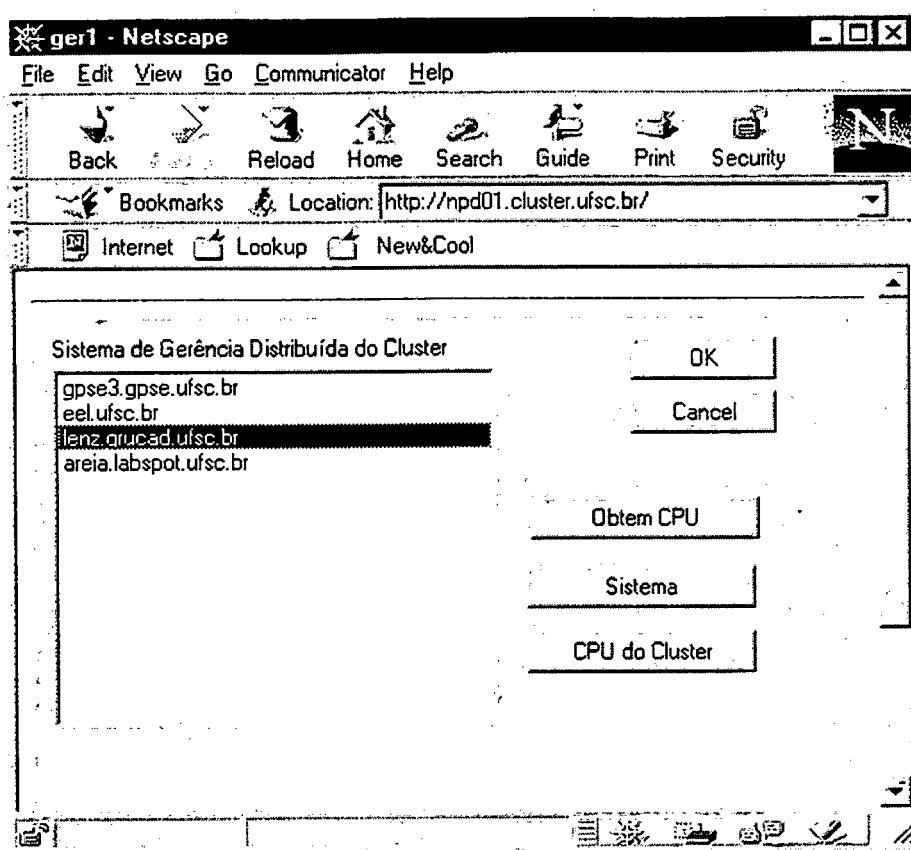 ger1 - Netscape
File Edit View Go Communicator Help
Back Reload Home Search Guide Print Security
N
Bookmarks Location: http://npd01.cluster.ufsc.br/
Internet Lookup New&Cool
Sistema de Gerência Distribuída do Cluster
gpse3.gpse.ufsc.br
eel.ufsc.br
lenz.grucad.ufsc.br
areia.labspot.ufsc.br
OK
Cancel
Obtem CPU
Sistema
CPU do Cluster